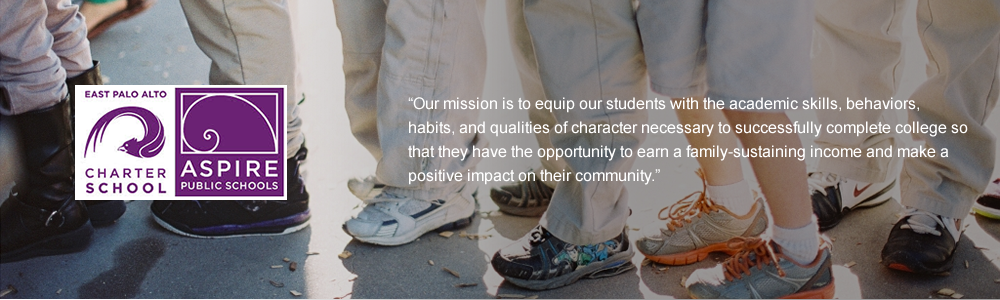 EAST PALO ALTO
CHARTER
SCHOOL
ASPIRE
PUBLIC SCHOOLS
“Our mission is to equip our students with the academic skills, behaviors,
habits, and qualities of character necessary to successfully complete college so
that they have the opportunity to earn a family-sustaining income and make a
positive impact on their community.”